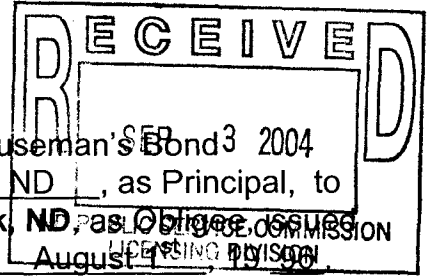 RECEIVED
SEP 3 2004
PUBLIC SERVICE COMMISSION
LICENSING DIVISION
useman's Bond
ND , as Principal, to
k, ND, as Obligee, issued
August 1st , 19 96 .